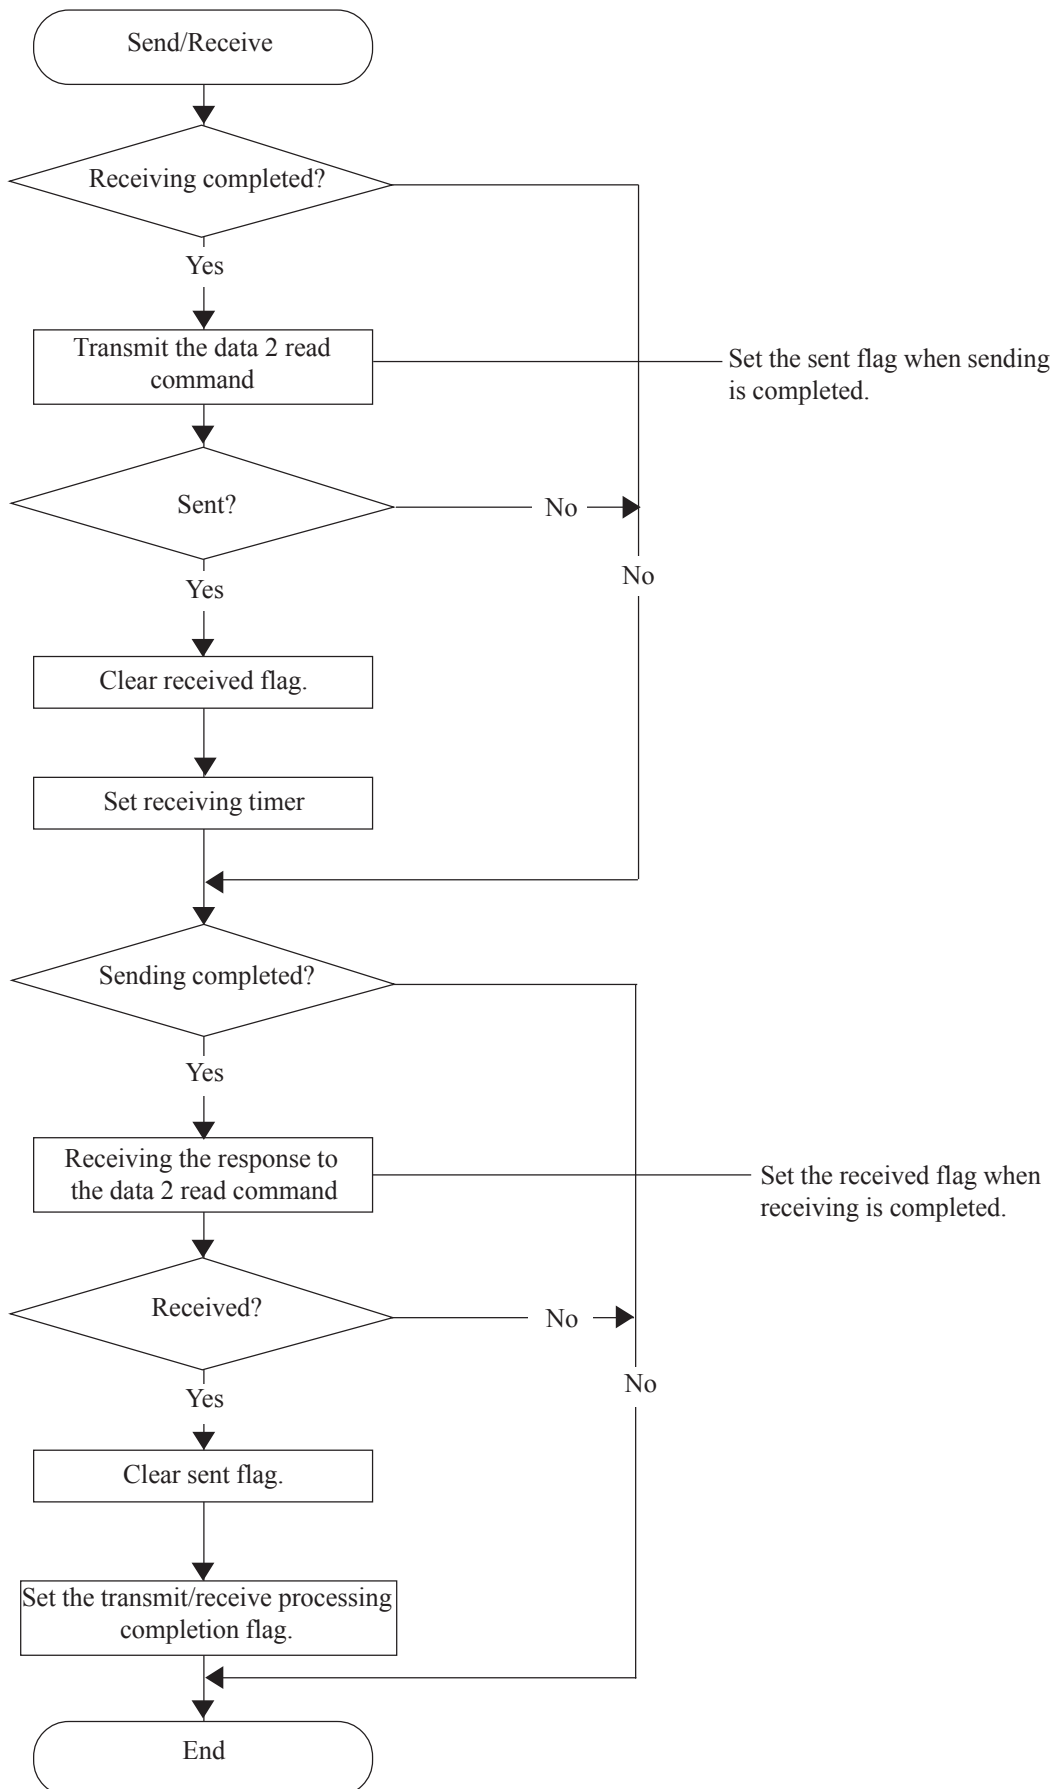 Send/Receive
Receiving completed?
Yes
Transmit the data 2 read
command
Set the sent flag when sending
is completed.
Sent?
No
No
Yes
Clear received flag.
Set receiving timer
Sending completed?
Yes
Receiving the response to
the data 2 read command
Set the received flag when
receiving is completed.
Received?
No
No
Yes
Clear sent flag.
Set the transmit/receive processing
completion flag.
End